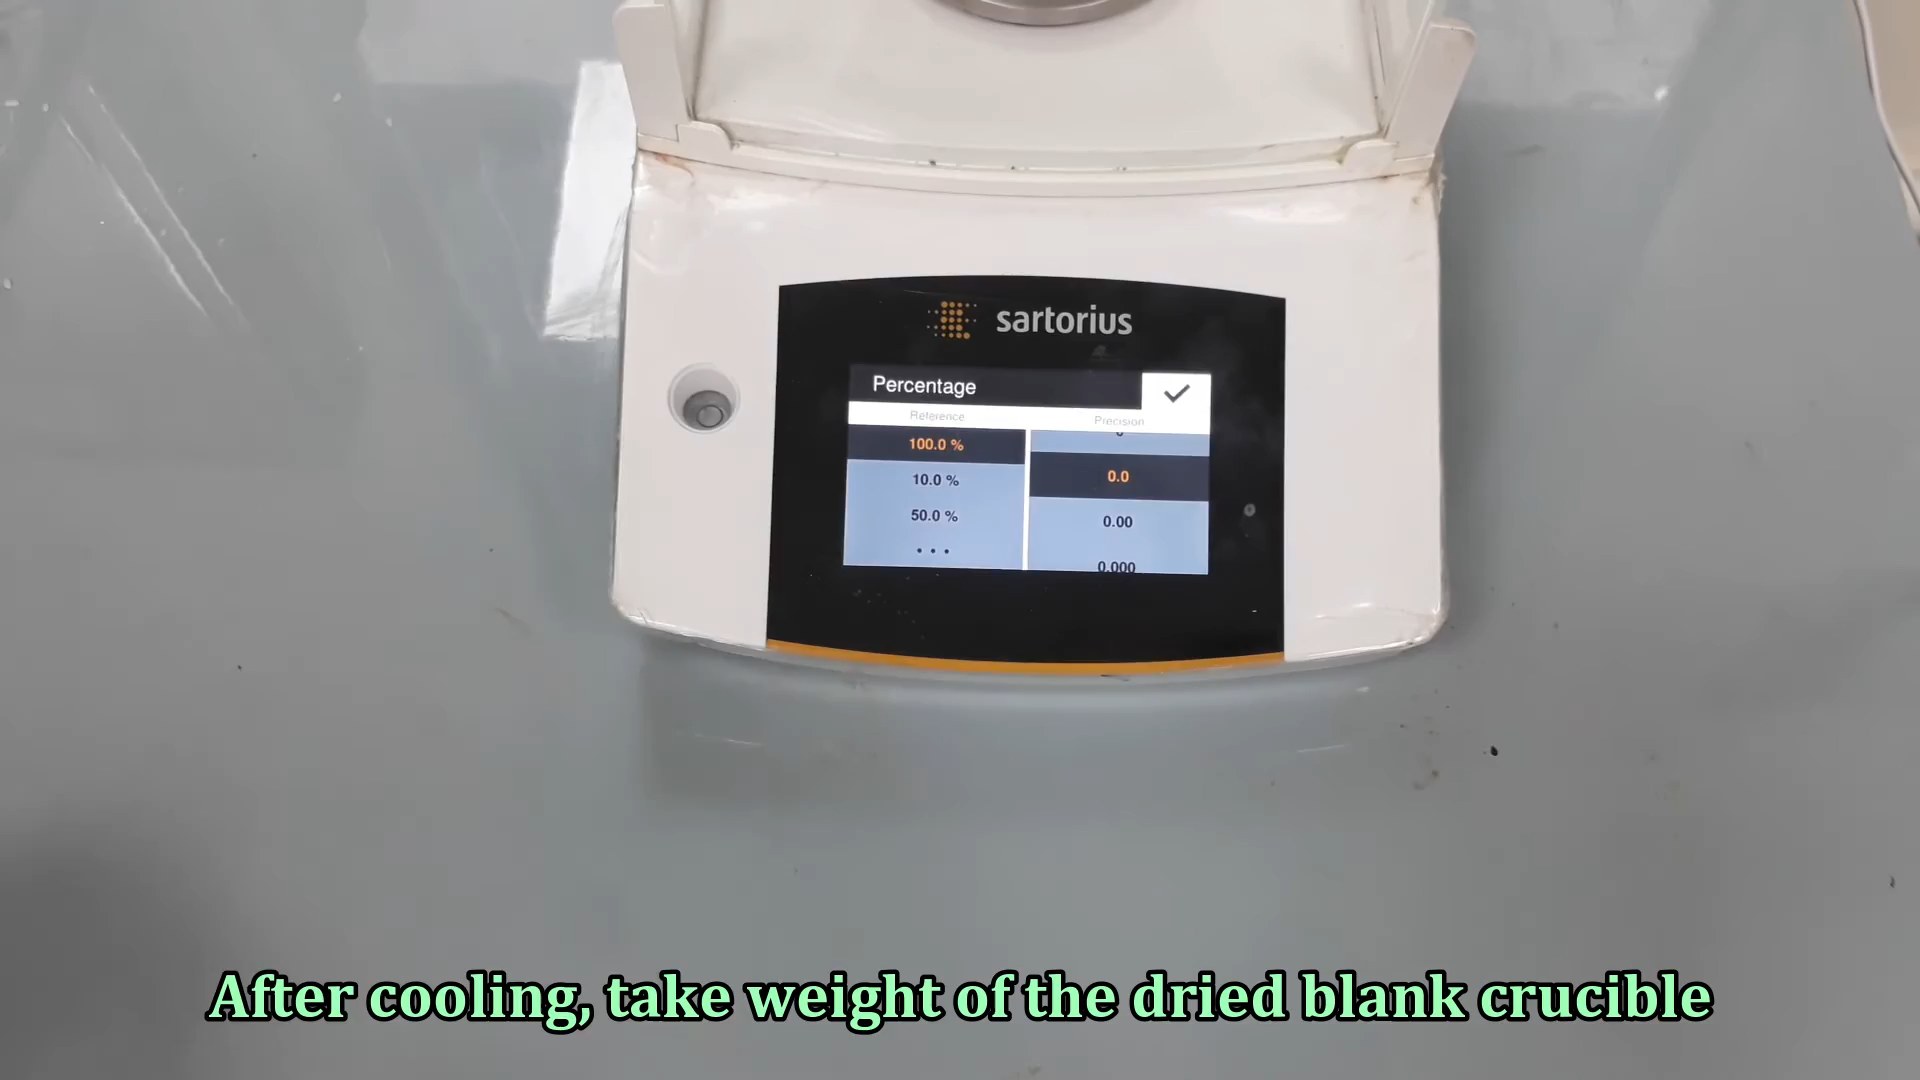 sartorius
Percentage
Reference
Precision
100.0 %
10.0 %
50.0 %
...
0.0
0.00
0.000
After cooling, take weight of the dried blank crucible